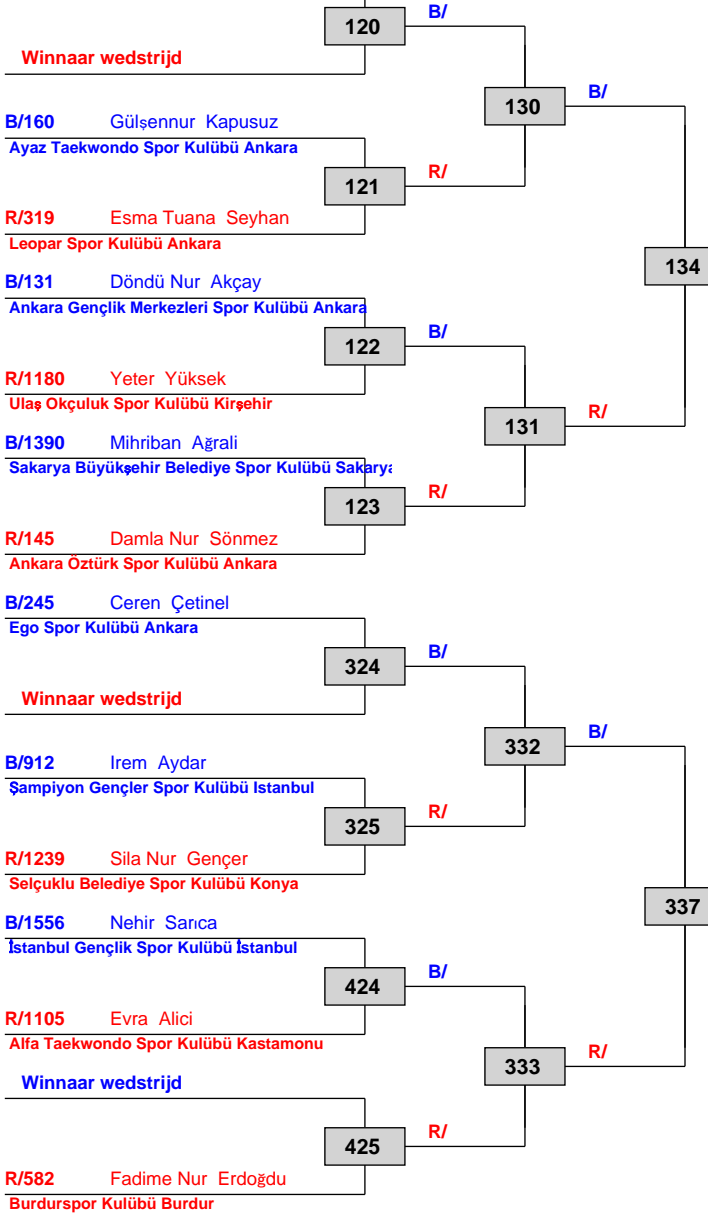 B/
120
Winnaar wedstrijd
B/
130
B/160 Gülşennur Kapusuz
Ayaz Taekwondo Spor Kulübü Ankara
R/
121
R/319 Esma Tuana Seyhan
Leopar Spor Kulübü Ankara
134
B/131 Döndü Nur Akçay
Ankara Gençlik Merkezleri Spor Kulübü Ankara
B/
122
R/1180 Yeter Yüksek
Ulaş Okçuluk Spor Kulübü Kirşehir
R/
131
B/1390 Mihriban Ağrali
Sakarya Büyükşehir Belediye Spor Kulübü Sakarya
R/
123
R/145 Damla Nur Sönmez
Ankara Öztürk Spor Kulübü Ankara
B/245 Ceren Çetinel
Ego Spor Kulübü Ankara
B/
324
Winnaar wedstrijd
B/
332
B/912 Irem Aydar
Şampiyon Gençler Spor Kulübü Istanbul
R/
325
R/1239 Sila Nur Gençer
Selçuklu Belediye Spor Kulübü Konya
337
B/1556 Nehir Sarıca
İstanbul Gençlik Spor Kulübü İstanbul
B/
424
R/1105 Evra Alici
Alfa Taekwondo Spor Kulübü Kastamonu
R/
333
Winnaar wedstrijd
R/
425
R/582 Fadime Nur Erdoğdu
Burdurspor Kulübü Burdur